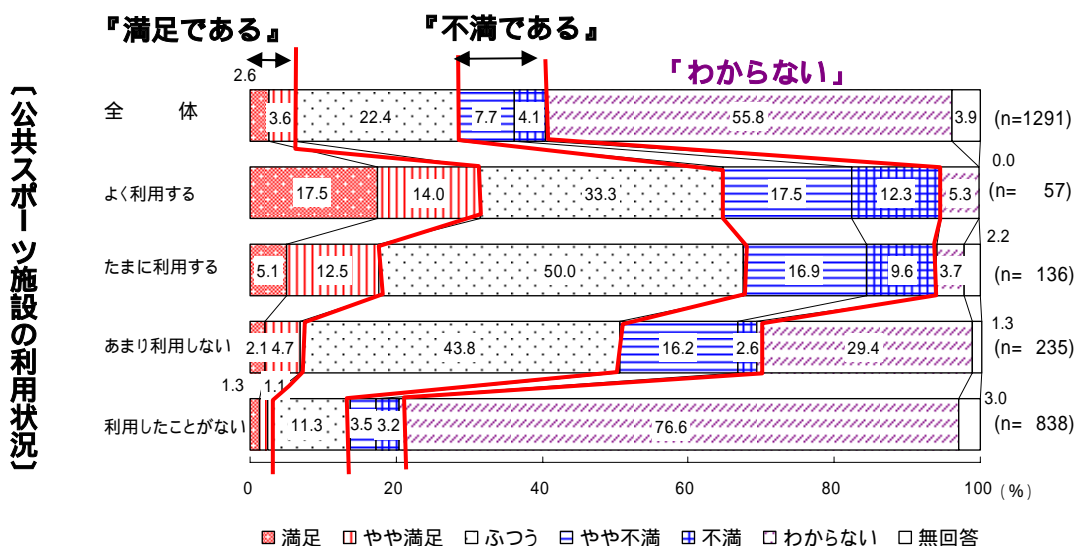 『満足である』 『不満である』
「わからない」
〔公共スポーツ施設の利用状況〕
2.6
全 体 3.6 22.4 7.7 4.1 55.8 3.9 (n=1291)
0.0
よく利用する 17.5 14.0 33.3 17.5 12.3 5.3 (n= 57)
2.2
たまに利用する 5.1 12.5 50.0 16.9 9.6 3.7 (n= 136)
1.3
あまり利用しない 2.1 4.7 43.8 16.2 2.6 29.4 (n= 235)
1.3 1.1 3.0
利用したことがない 11.3 3.5 3.2 76.6 (n= 838)
0 20 40 60 80 100 (%)
満足 やや満足 ふつう やや不満 不満 わからない 無回答